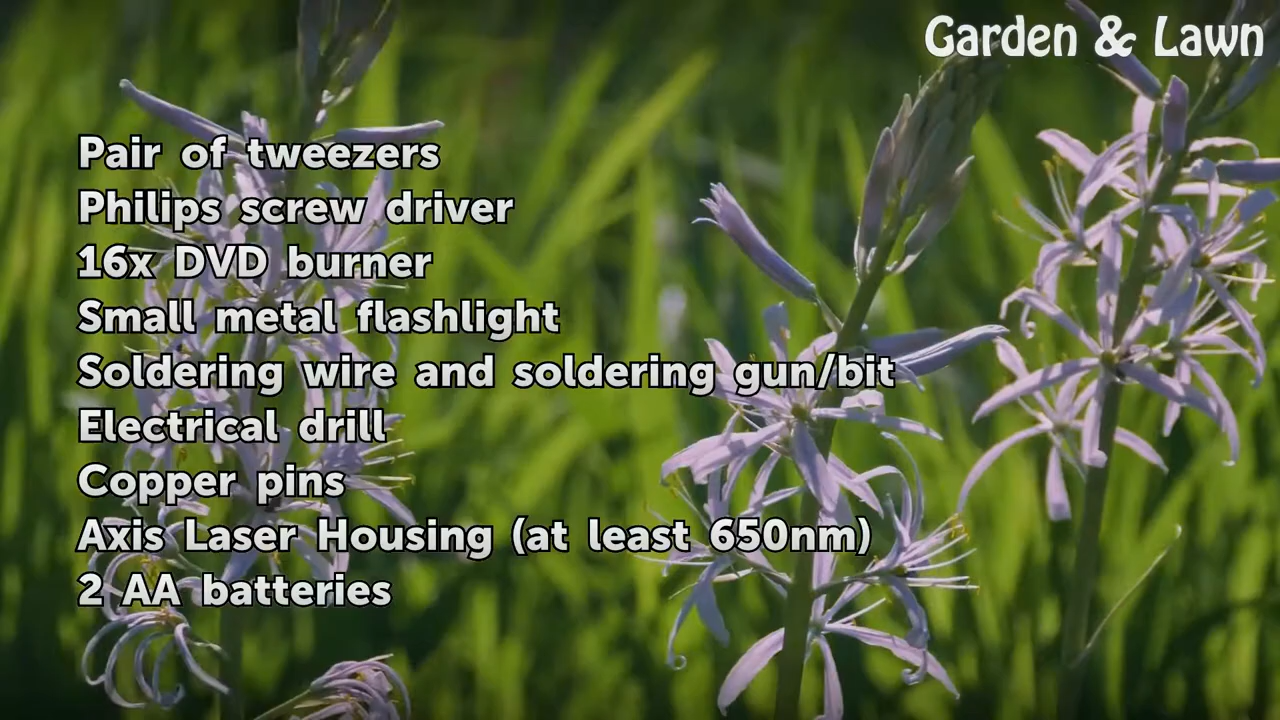 Garden & Lawn
Pair of tweezers
Philips screw driver
16x DVD burner
Small metal flashlight
Soldering wire and soldering gun/bit
Electrical drill
Copper pins
Axis Laser Housing (at least 650nm)
2 AA batteries